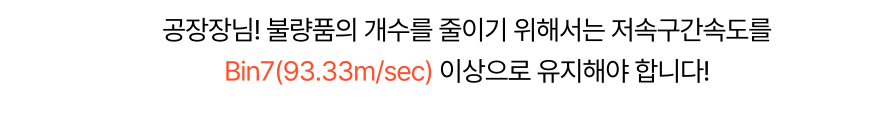 공장장님! 불량품의 개수를 줄이기 위해서는 저속구간속도를
Bin7(93.33m/sec) 이상으로 유지해야 합니다!